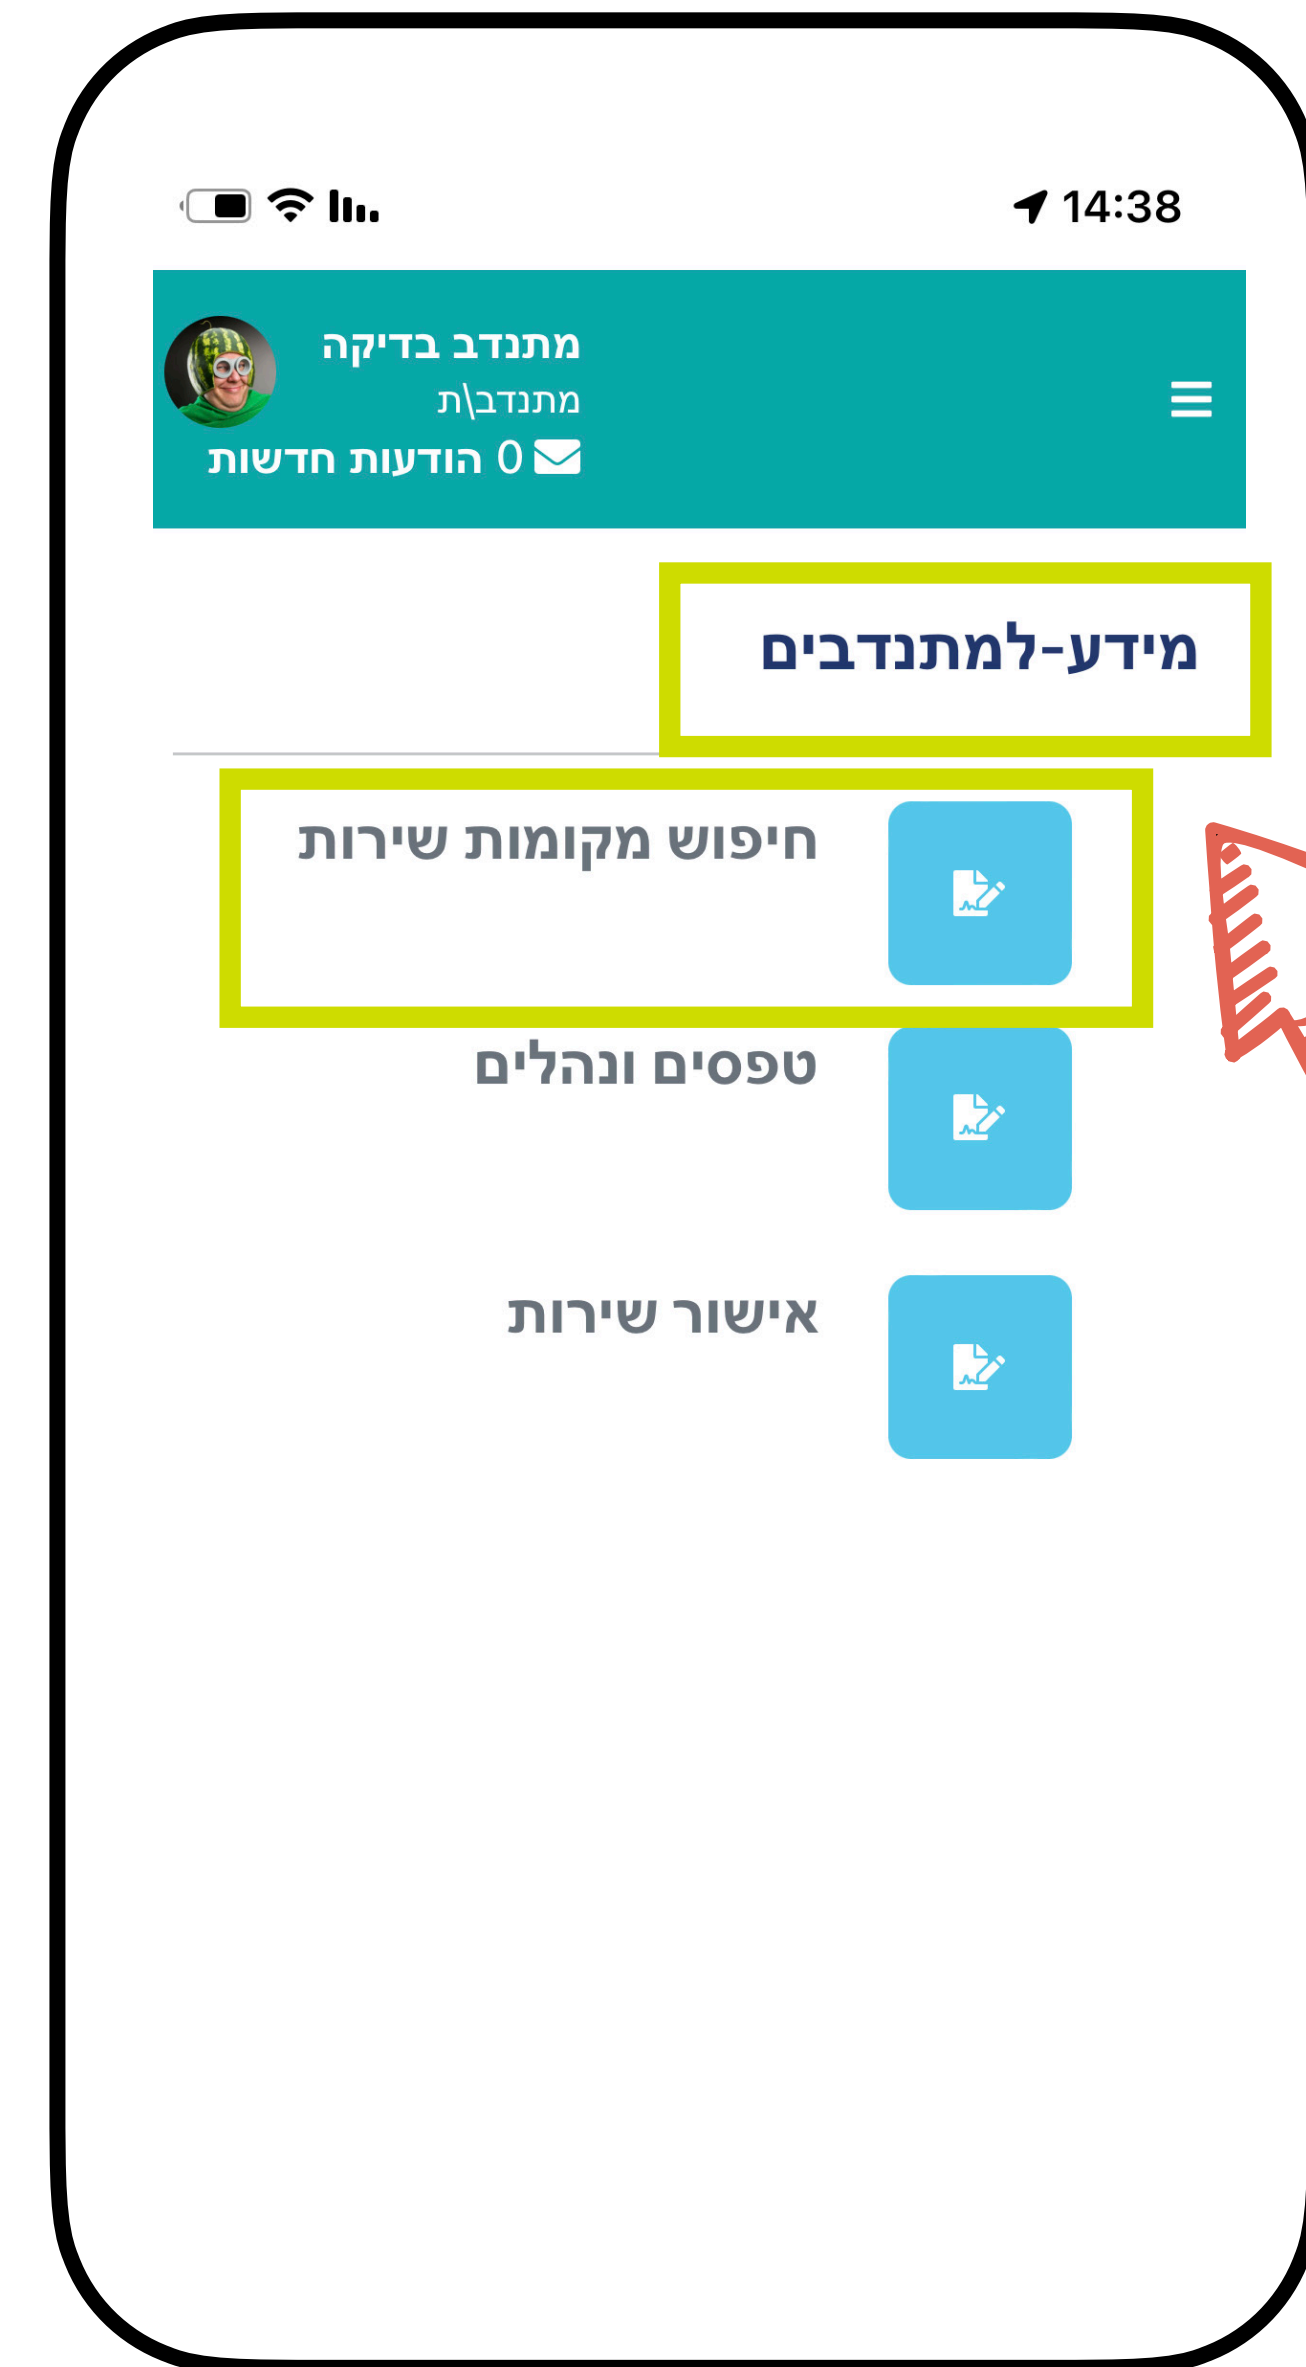 14:38
מתנדב בדיקה
מתנדב\ת
0 הודעות חדשות
מידע-למתנדבים
חיפוש מקומות שירות
טפסים ונהלים
אישור שירות